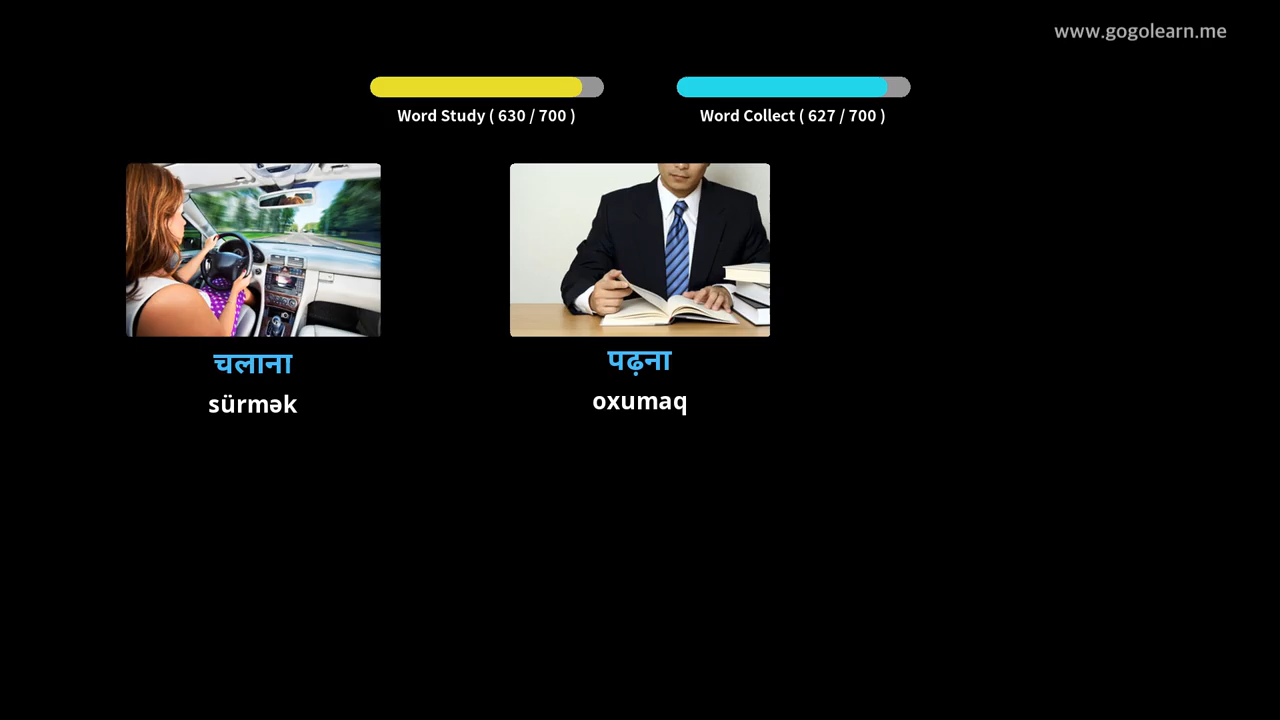 www.gogolearn.me
Word Study ( 630 / 700 )
Word Collect ( 627 / 700 )
चलाना
sürmək
पढ़ना
oxumaq